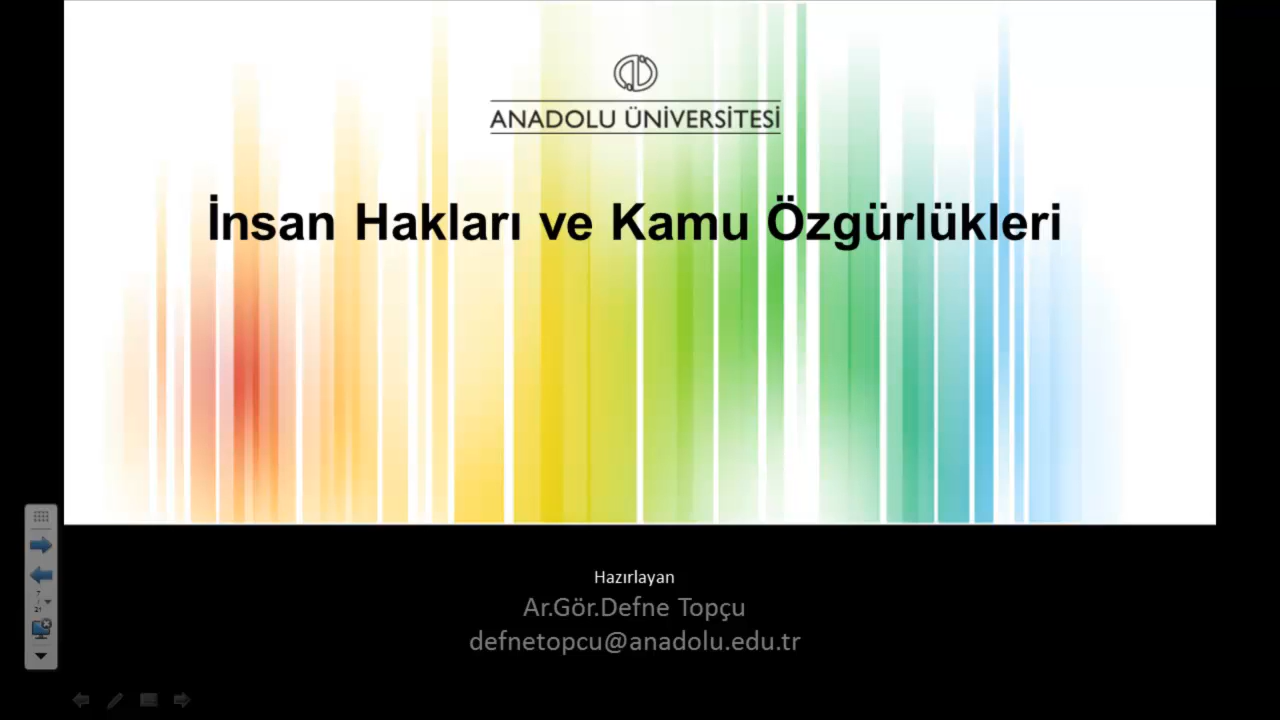 ANADOLU ÜNİVERSİTESİ
İnsan Hakları ve Kamu Özgürlükleri
Hazırlayan
Ar.Gör.Defne Topçu
defnetopcu@anadolu.edu.tr